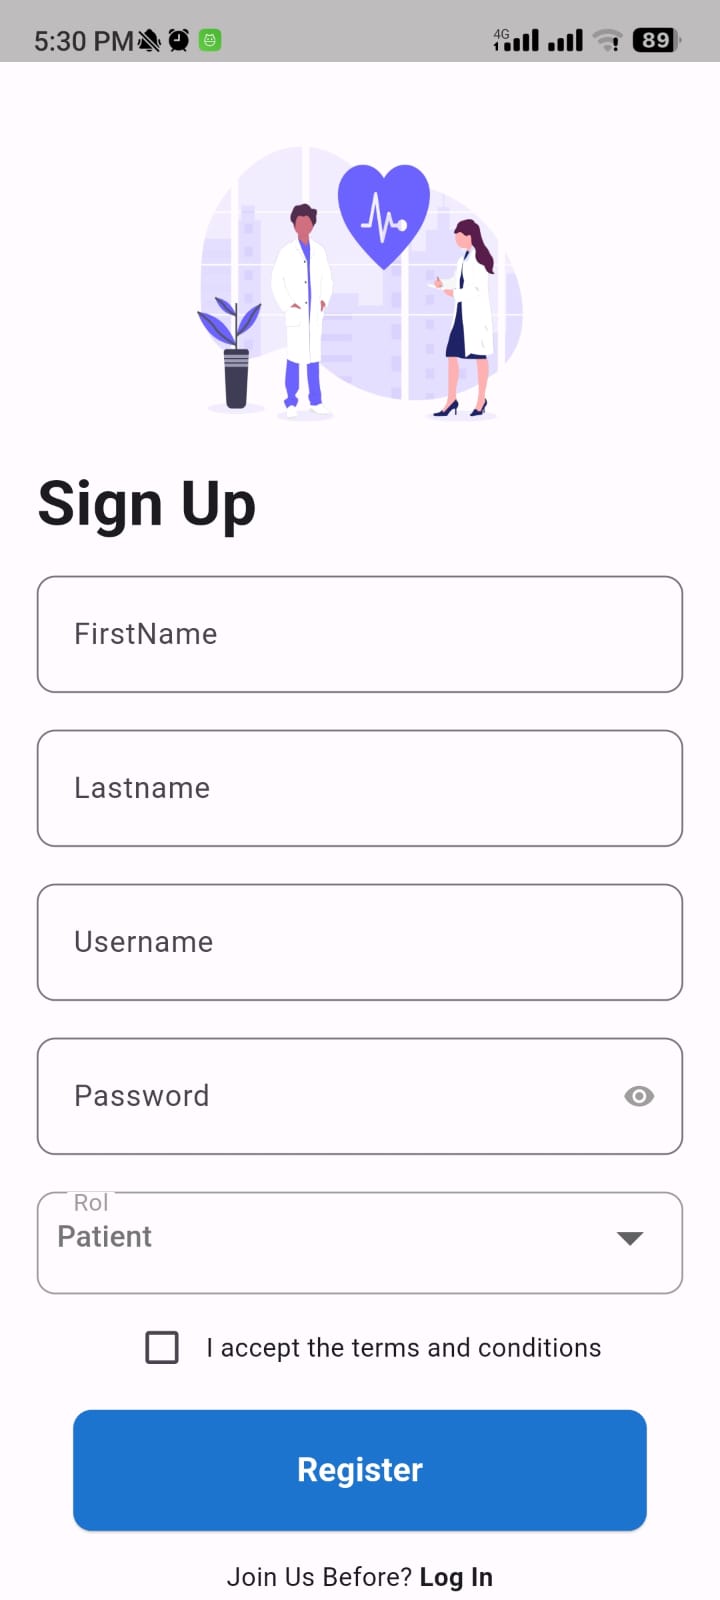 5:30 PM 4G 89
Sign Up
FirstName
Lastname
Username
Password
Rol
Patient
I accept the terms and conditions
Register
Join Us Before? Log In